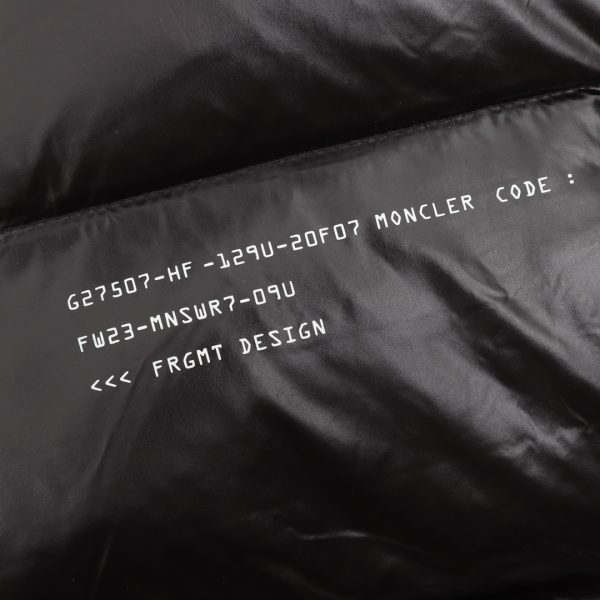 G27507-HF -129U-20F07 MONCLER CODE :
FW23-MNSWR7-09U
<<< FRGMT DESIGN